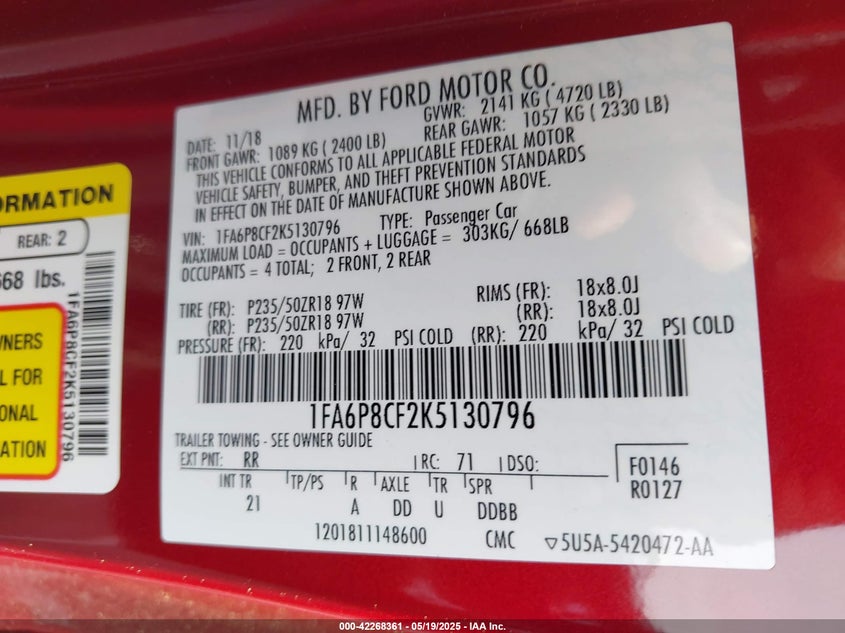 MFD. BY FORD MOTOR CO.
DATE: 11/18
GVWR: 2141 KG ( 4720 LB)
FRONT GAWR: 1089 KG ( 2400 LB)
REAR GAWR: 1057 KG ( 2330 LB)
THIS VEHICLE CONFORMS TO ALL APPLICABLE FEDERAL MOTOR
VEHICLE SAFETY, BUMPER, AND THEFT PREVENTION STANDARDS
IN EFFECT ON THE DATE OF MANUFACTURE SHOWN ABOVE.
VIN: 1FA6P8CF2K5130796 TYPE: Passenger Car
MAXIMUM LOAD = OCCUPANTS + LUGGAGE = 303KG/ 668LB
OCCUPANTS = 4 TOTAL; 2 FRONT, 2 REAR
TIRE (FR): P235/50ZR18 97W RIMS (FR): 18x8.0J
(RR): P235/50ZR18 97W (RR): 18x8.0J
PRESSURE (FR): 220 kPa/ 32 PSI COLD (RR): 220 kPa/ 32 PSI COLD
1FA6P8CF2K5130796
TRAILER TOWING - SEE OWNER GUIDE
EXT PNT: RR RC: 71 DSO:
F0146
R0127
INT TR TP/PS R AXLE TR SPR
21 A DD U DDBB
1201811148600 CMC ▽5U5A-5420472-AA
ORMATION
REAR: 2
668 lbs.
1FA6P8CF2K5130796
WNERS
L FOR
ONAL
ATION
000-42268361 - 05/19/2025 - IAA Inc.